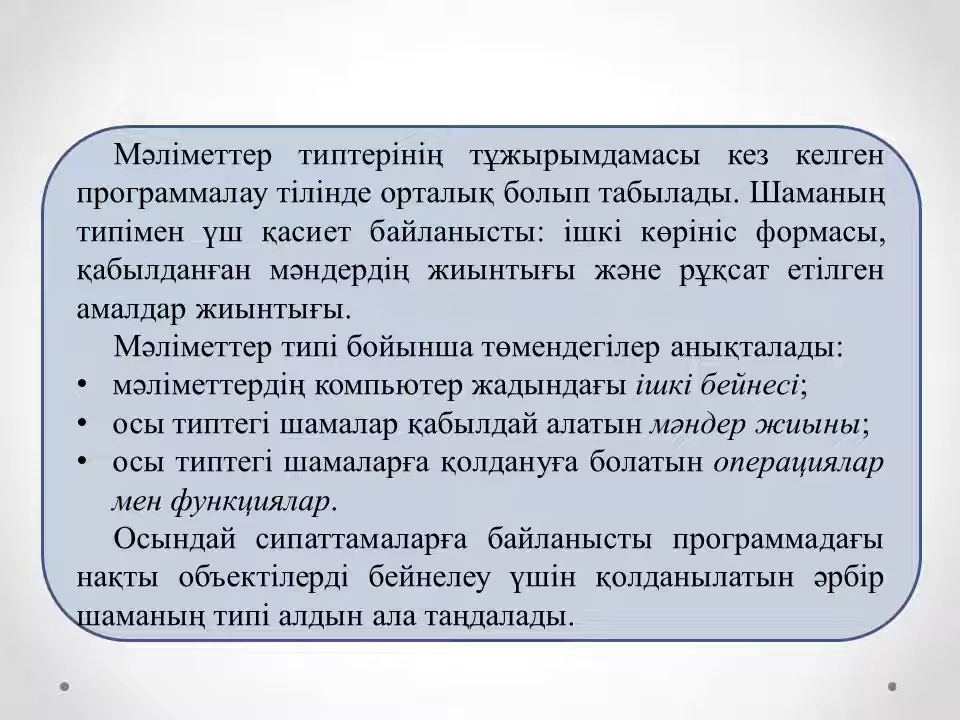 Мәліметтер типтерінің тұжырымдамасы кез келген
программалау тілінде орталық болып табылады. Шаманың
типімен үш қасиет байланысты: ішкі көрініс формасы,
қабылданған мәндердің жиынтығы және рұқсат етілген
амалдар жиынтығы.
Мәліметтер типі бойынша төмендегілер анықталады:
• мәліметтердің компьютер жадындағы ішкі бейнесі;
• осы типтегі шамалар қабылдай алатын мәндер жиыны;
• осы типтегі шамаларға қолдануға болатын операциялар
мен функциялар.
Осындай сипаттамаларға байланысты программадағы
нақты объектілерді бейнелеу үшін қолданылатын әрбір
шаманың типі алдын ала таңдалады.